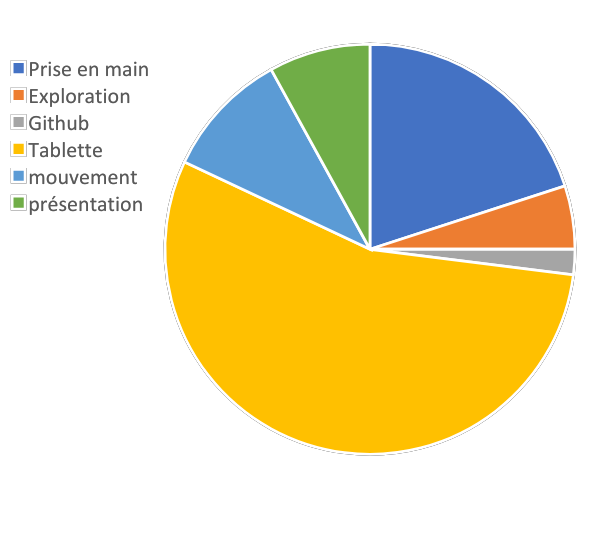 Prise en main
Exploration
Github
Tablette
mouvement
présentation